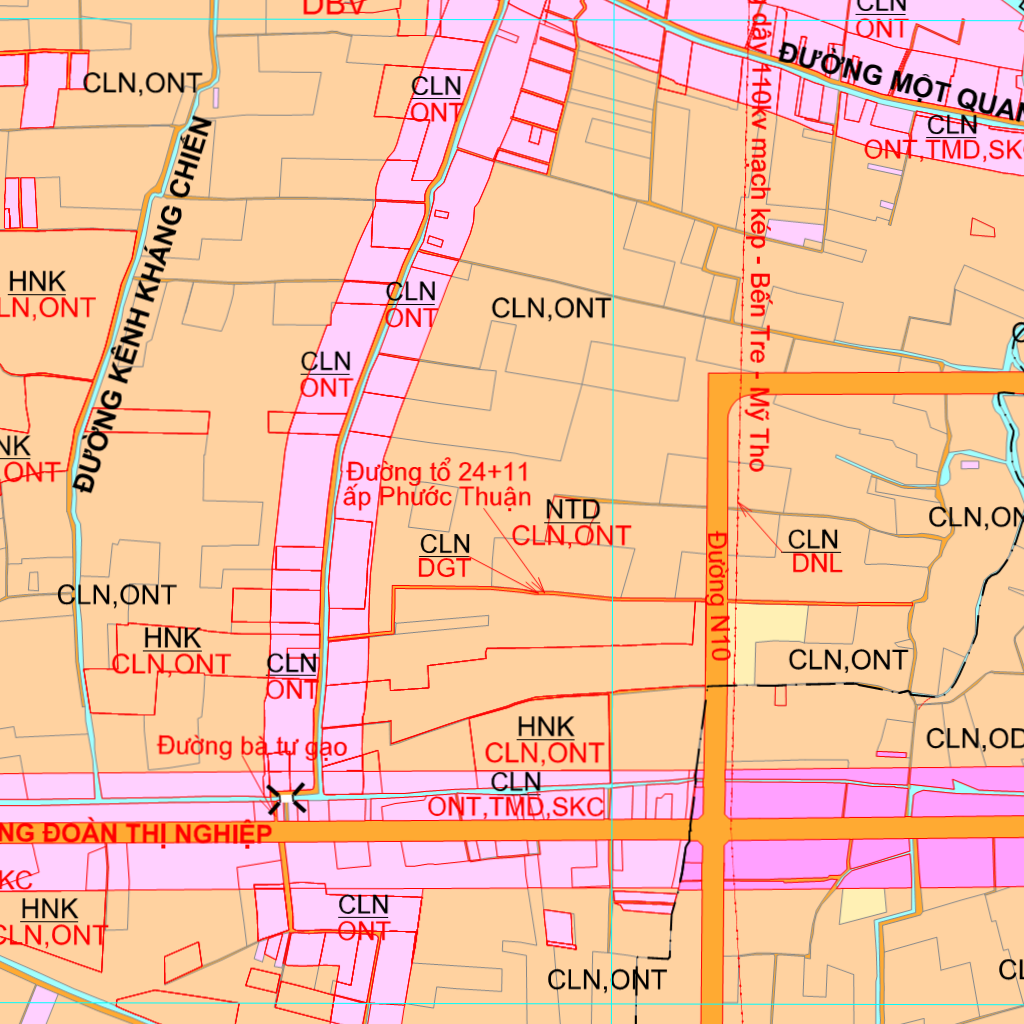 DBV
CLN
ONT
CLN,ONT
CLN
ONT
ĐƯỜNG MỘT QUAN
CLN
ONT,TMD,SKC
dây 110kv mạch kép - Bến Tre - Mỹ Tho
ĐƯỜNG KÊNH KHÁNG CHIẾN
HNK
CLN,ONT
CLN
ONT
CLN,ONT
CLN
ONT
NK
ONT
Đường tổ 24+11
ấp Phước Thuận
NTD
CLN,ONT
CLN
DGT
CLN
DNL
CLN,ON
Đường N10
CLN,ONT
HNK
CLN,ONT
CLN
ONT
CLN,ONT
HNK
CLN,ONT
CLN,OD
Đường bà tư gạo
CLN
ONT,TMD,SKC
NG ĐOÀN THỊ NGHIỆP
KC
HNK
CLN,ONT
CLN
ONT
CLN,ONT
CL